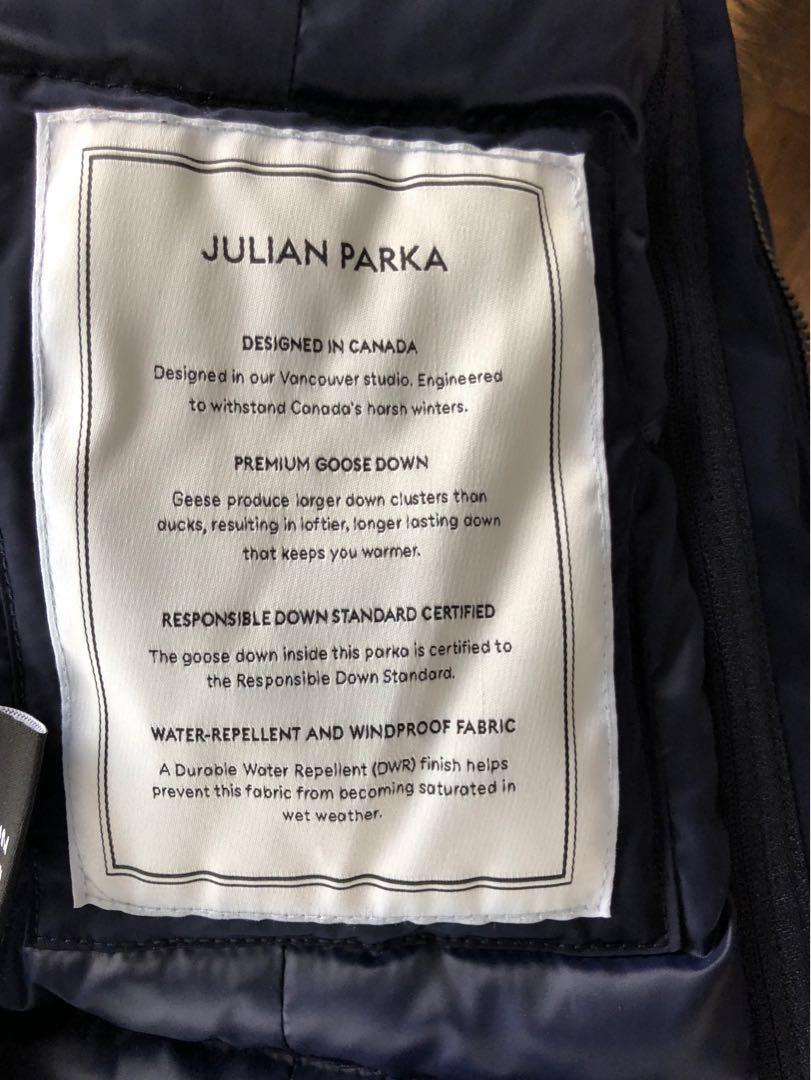 JULIAN PARKA
DESIGNED IN CANADA
Designed in our Vancouver studio. Engineered
to withstand Canada's harsh winters.
PREMIUM GOOSE DOWN
Geese produce larger down clusters than
ducks, resulting in loftier, longer lasting down
that keeps you warmer.
RESPONSIBLE DOWN STANDARD CERTIFIED
The goose down inside this parka is certified to
the Responsible Down Standard.
WATER-REPELLENT AND WINDPROOF FABRIC
A Durable Water Repellent (DWR) finish helps
prevent this fabric from becoming saturated in
wet weather.